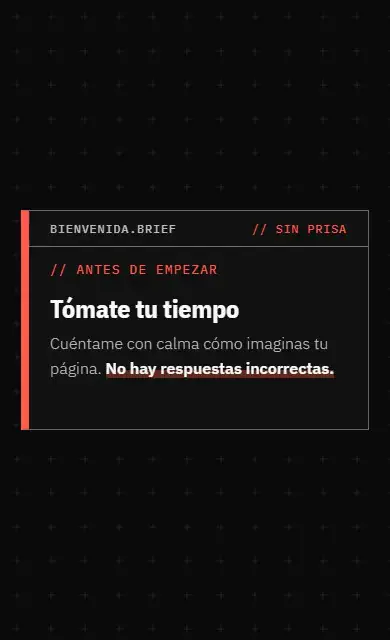 BIENVENIDA.BRIEF // SIN PRISA
// ANTES DE EMPEZAR
Tómate tu tiempo
Cuéntame con calma cómo imaginas tu
página. No hay respuestas incorrectas.